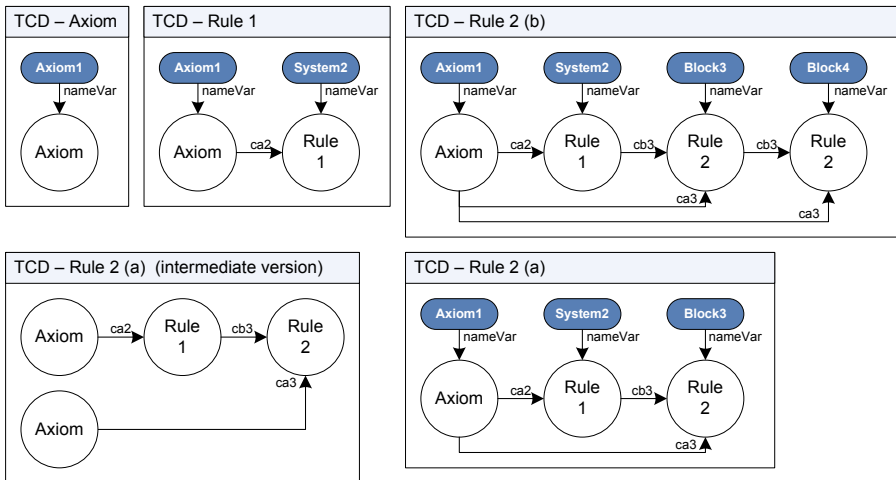 TCD – Axiom
Axiom1
nameVar
Axiom
TCD – Rule 1
Axiom1 System2
nameVar nameVar
Axiom ca2 Rule
1
TCD – Rule 2 (b)
Axiom1 System2 Block3 Block4
nameVar nameVar nameVar nameVar
Axiom ca2 Rule cb3 Rule cb3 Rule
1 2 2
ca3
ca3
TCD – Rule 2 (a) (intermediate version)
Axiom ca2 Rule cb3 Rule
1 2
ca3
Axiom
TCD – Rule 2 (a)
Axiom1 System2 Block3
nameVar nameVar nameVar
Axiom ca2 Rule cb3 Rule
1 2
ca3